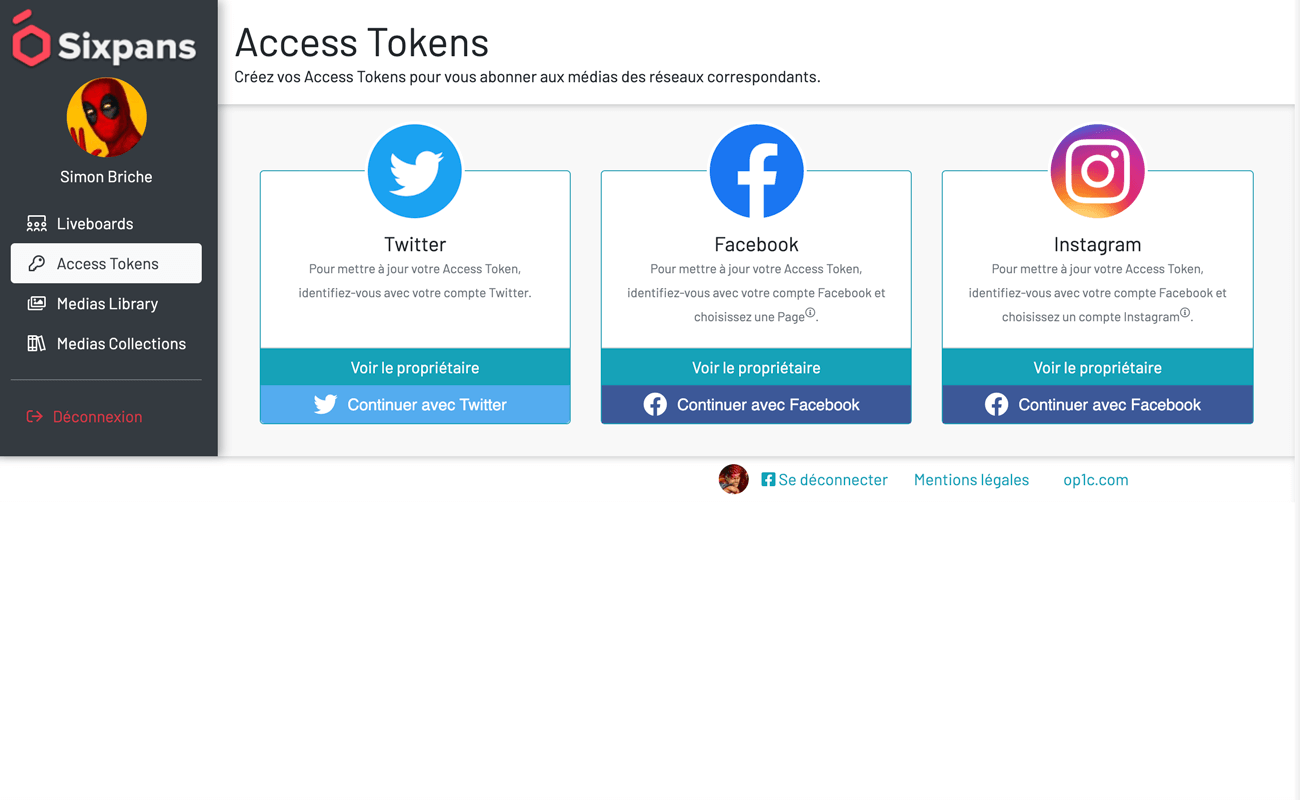 Sixpans
Simon Briche
Liveboards
Access Tokens
Medias Library
Medias Collections
Déconnexion
Access Tokens
Créez vos Access Tokens pour vous abonner aux médias des réseaux correspondants.
Twitter
Pour mettre à jour votre Access Token,
identifiez-vous avec votre compte Twitter.
Voir le propriétaire
Continuer avec Twitter
Facebook
Pour mettre à jour votre Access Token,
identifiez-vous avec votre compte Facebook et
choisissez une Pageⓘ.
Voir le propriétaire
Continuer avec Facebook
Instagram
Pour mettre à jour votre Access Token,
identifiez-vous avec votre compte Facebook et
choisissez un compte Instagramⓘ.
Voir le propriétaire
Continuer avec Facebook
Se déconnecter
Mentions légales
op1c.com